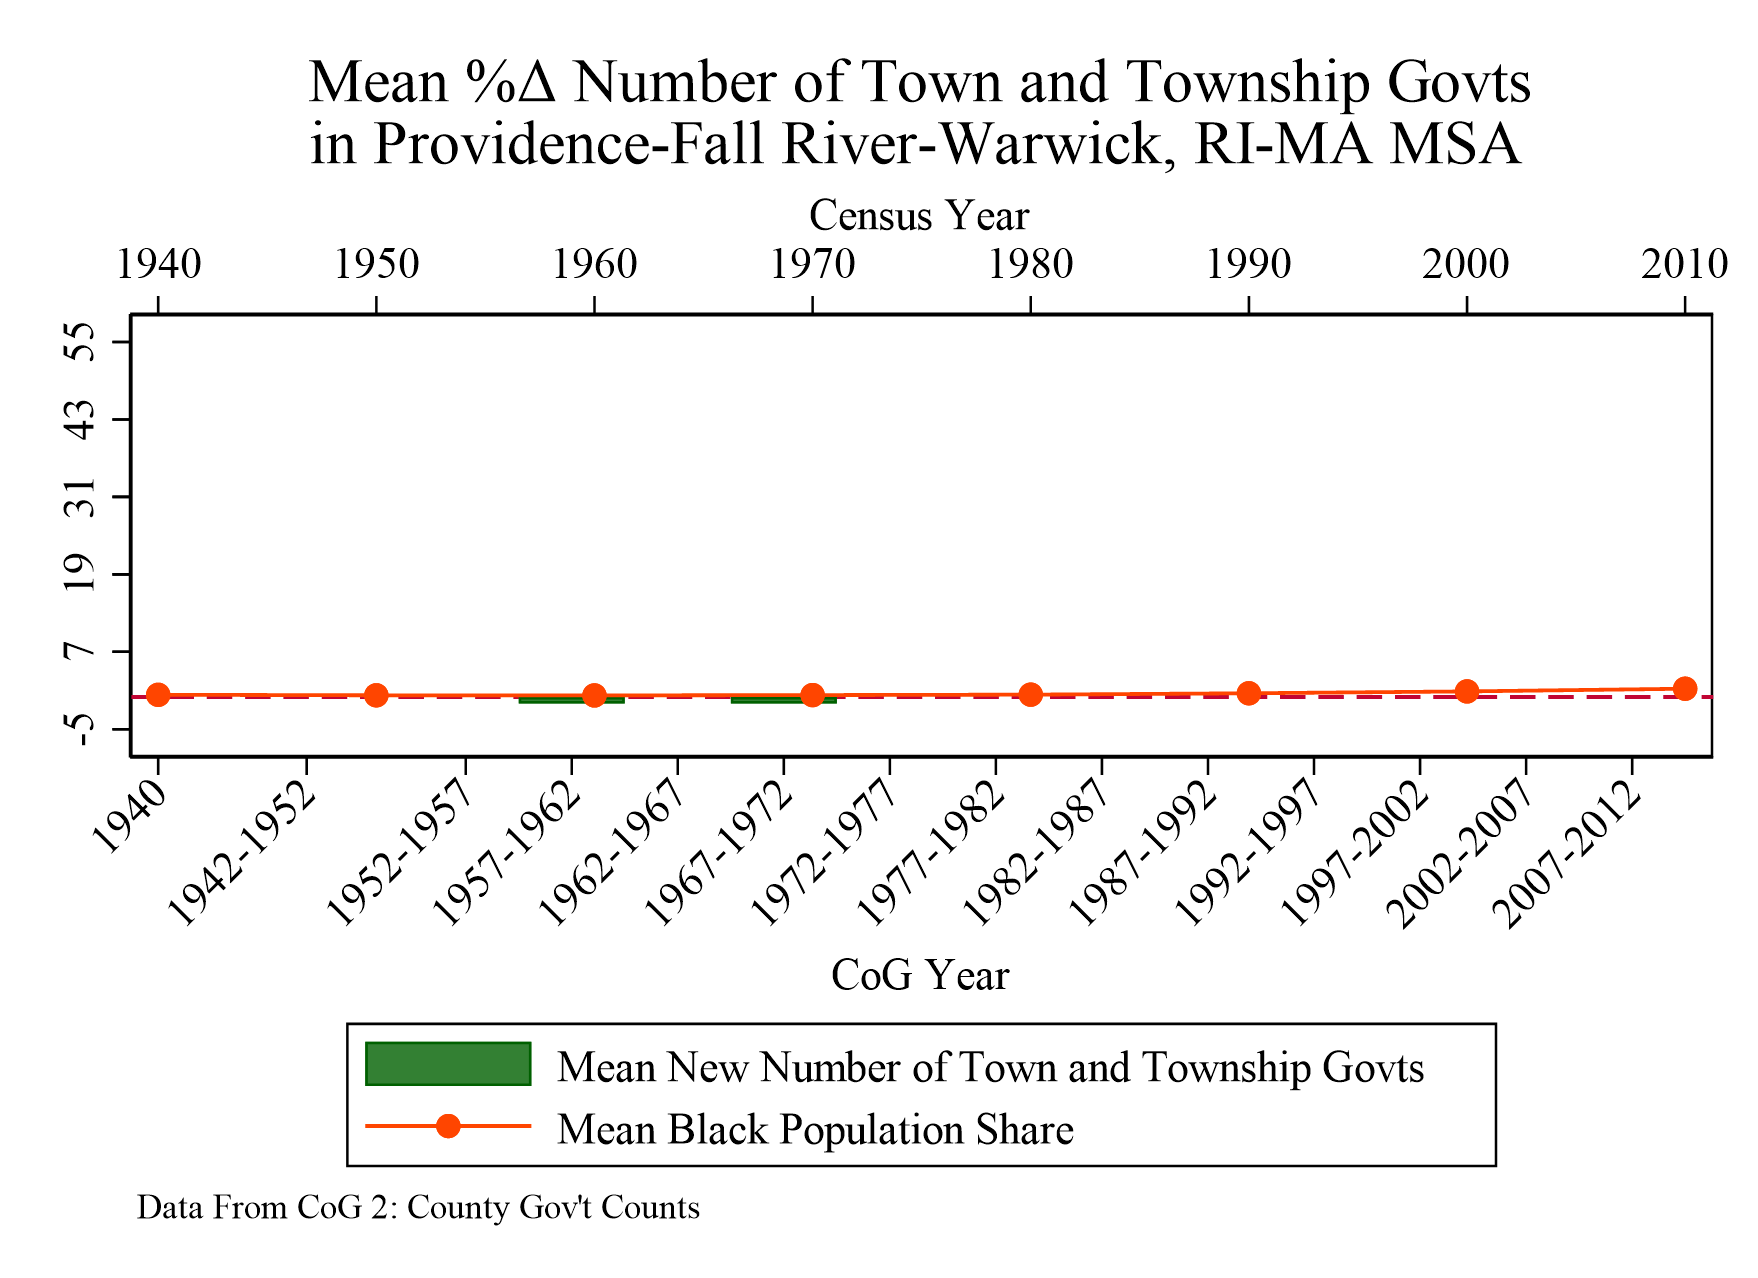 Mean %Δ Number of Town and Township Govts
in Providence-Fall River-Warwick, RI-MA MSA
Census Year
1940 1950 1960 1970 1980 1990 2000 2010
55
43
31
19
7
-5
1940 1942-1952 1952-1957 1957-1962 1962-1967 1967-1972 1972-1977 1977-1982 1982-1987 1987-1992 1992-1997 1997-2002 2002-2007 2007-2012
CoG Year
Mean New Number of Town and Township Govts
Mean Black Population Share
Data From CoG 2: County Gov't Counts